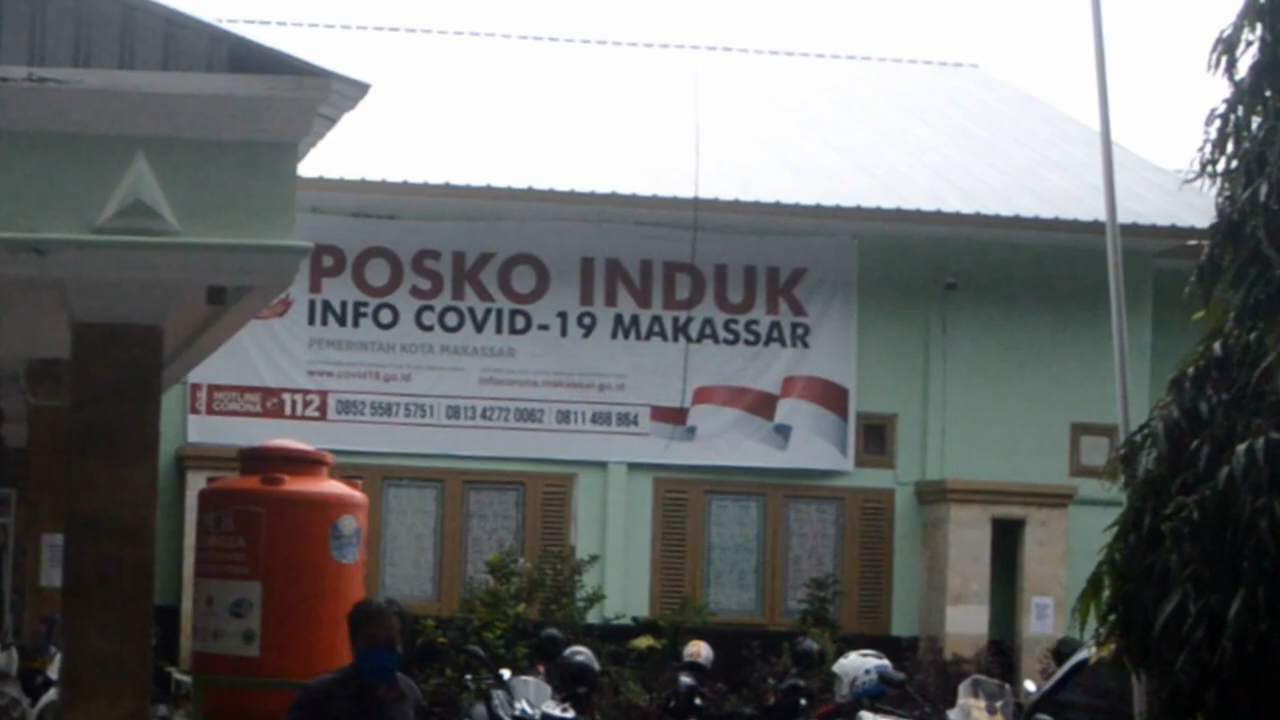 POSKO INDUK
INFO COVID-19 MAKASSAR
PEMERINTAH KOTA MAKASSAR
www.covid19.go.id
infocorona.makassar.go.id
HOTLINE CORONA 112 0852 5587 5751 | 0813 4272 0062 | 0811 468 864